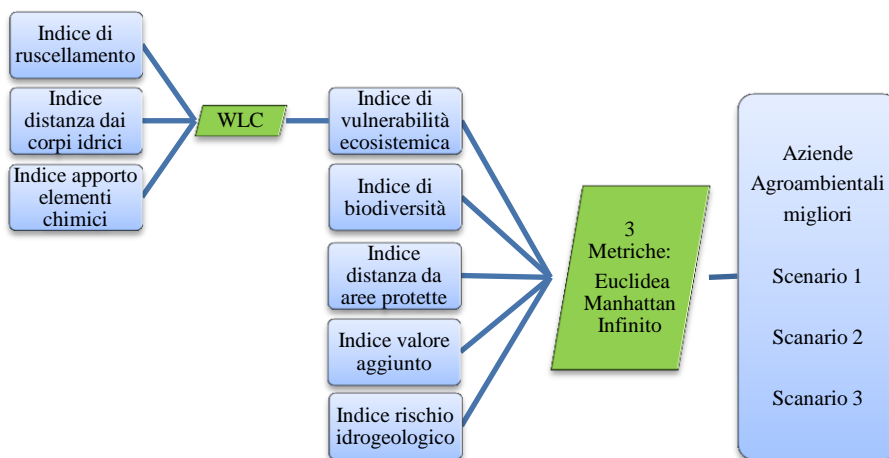 Indice di
ruscellamento
Indice
distanza dai
corpi idrici
Indice apporto
elementi
chimici
WLC
Indice di
vulnerabilità
ecosistemica
Indice di
biodiversità
Indice
distanza da
aree protette
Indice valore
aggiunto
Indice rischio
idrogeologico
3
Metriche:
Euclidea
Manhattan
Infinito
Aziende
Agroambientali
migliori
Scenario 1
Scanario 2
Scanario 3